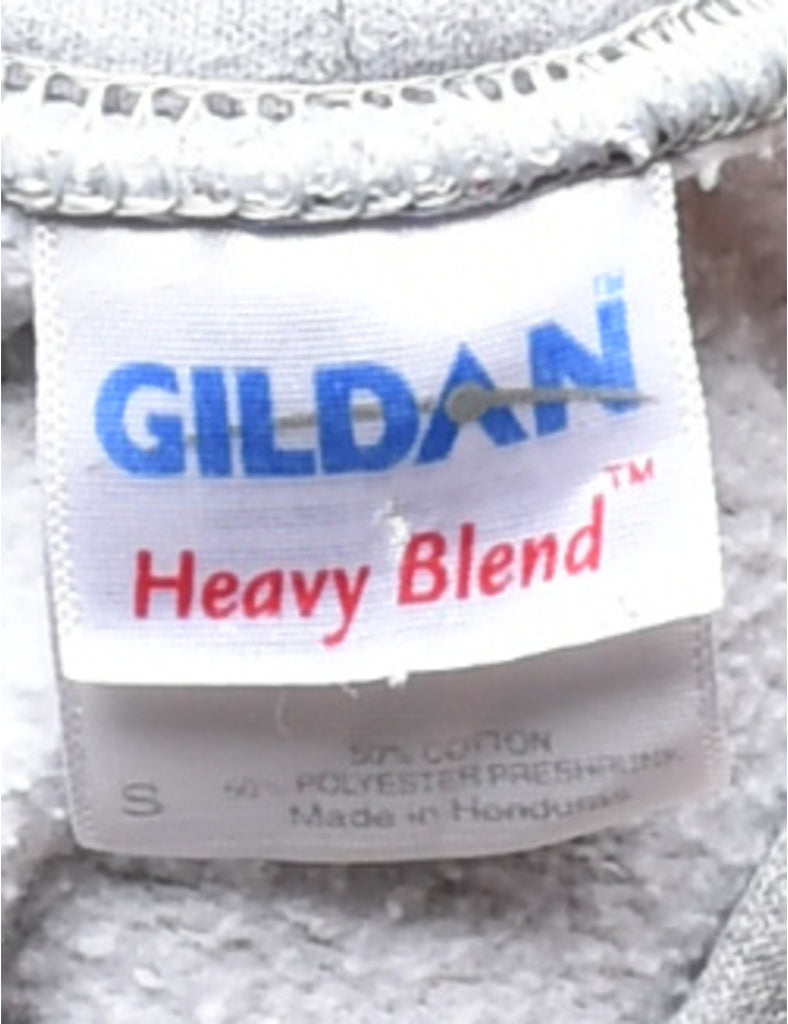 GILDAN™
Heavy Blend™
50% COTTON
50% POLYESTER PRESHRUNK
S
Made in Honduras